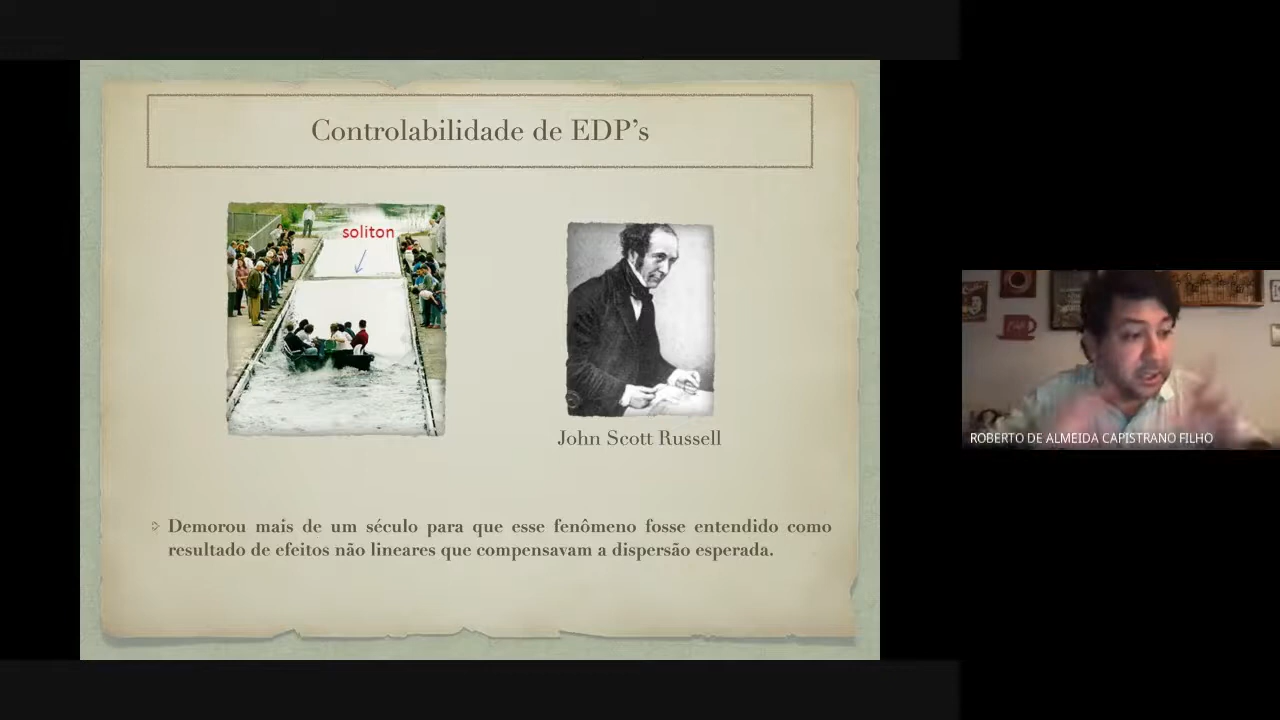 Controlabilidade de EDP's
soliton
John Scott Russell
Demorou mais de um século para que esse fenômeno fosse entendido como
resultado de efeitos não lineares que compensavam a dispersão esperada.
ROBERTO DE ALMEIDA CAPISTRANO FILHO